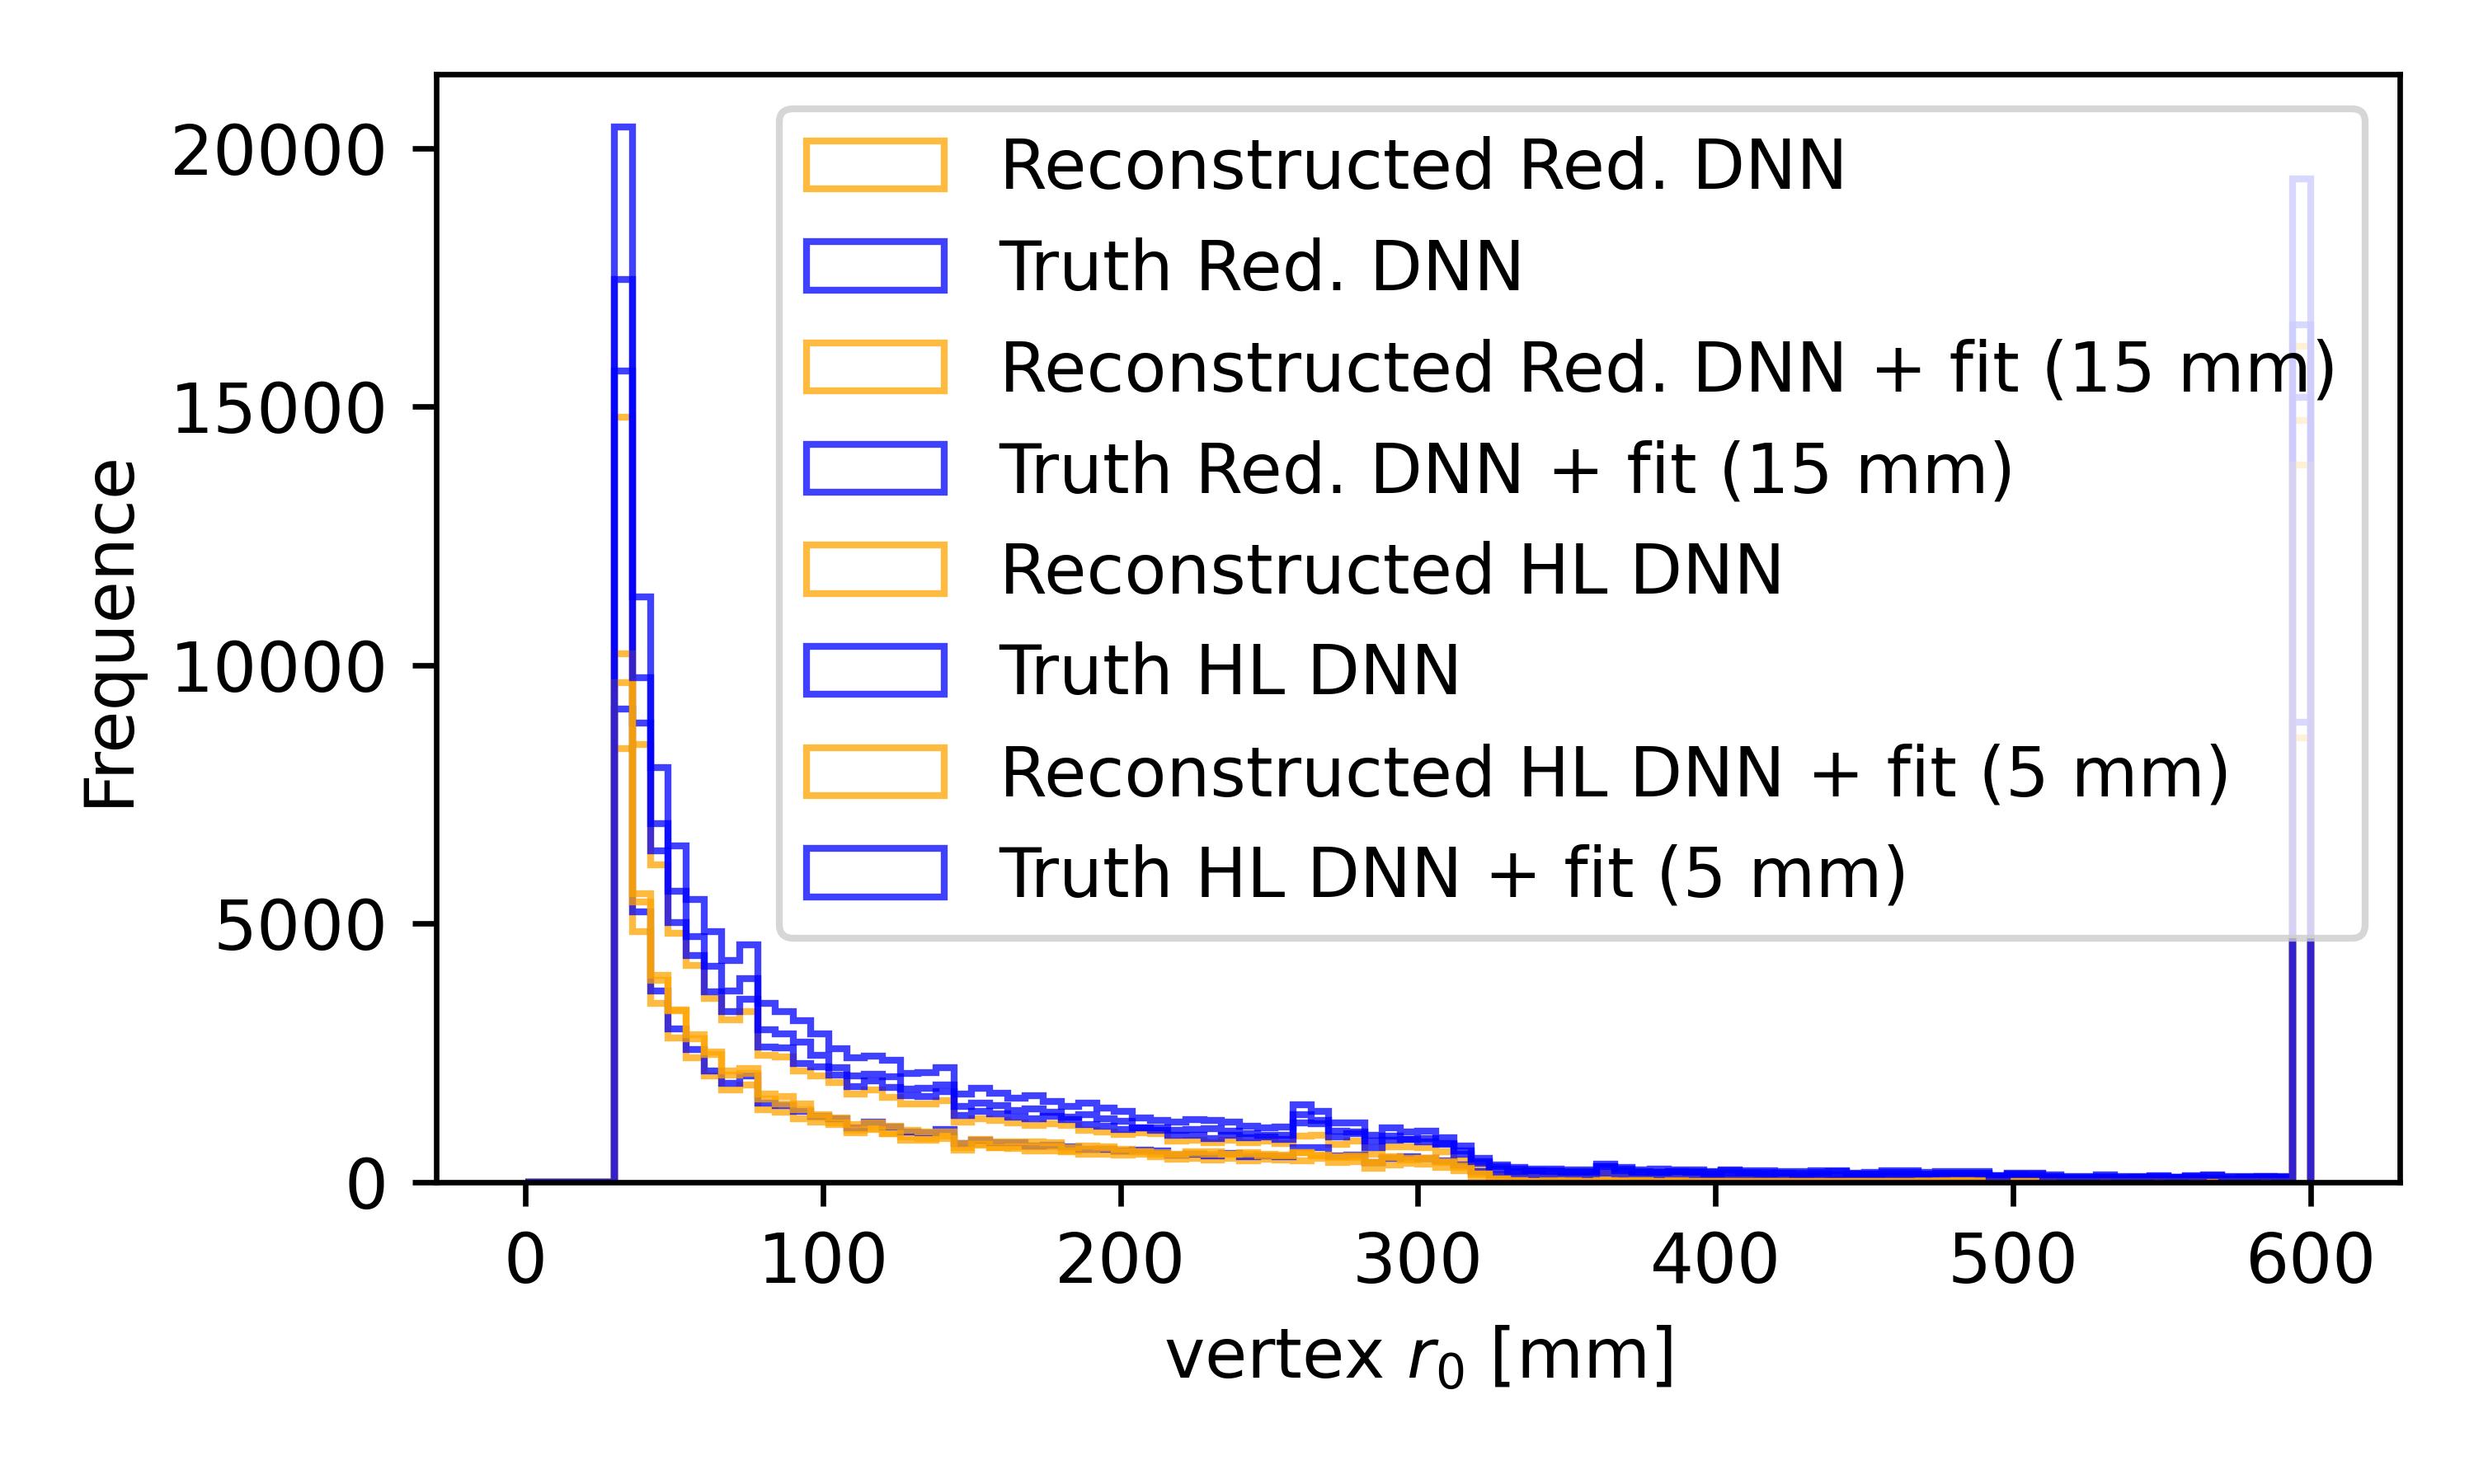 Frequence
20000
15000
10000
5000
0
Reconstructed Red. DNN
Truth Red. DNN
Reconstructed Red. DNN + fit (15 mm)
Truth Red. DNN + fit (15 mm)
Reconstructed HL DNN
Truth HL DNN
Reconstructed HL DNN + fit (5 mm)
Truth HL DNN + fit (5 mm)
0 100 200 300 400 500 600
vertex r₀ [mm]